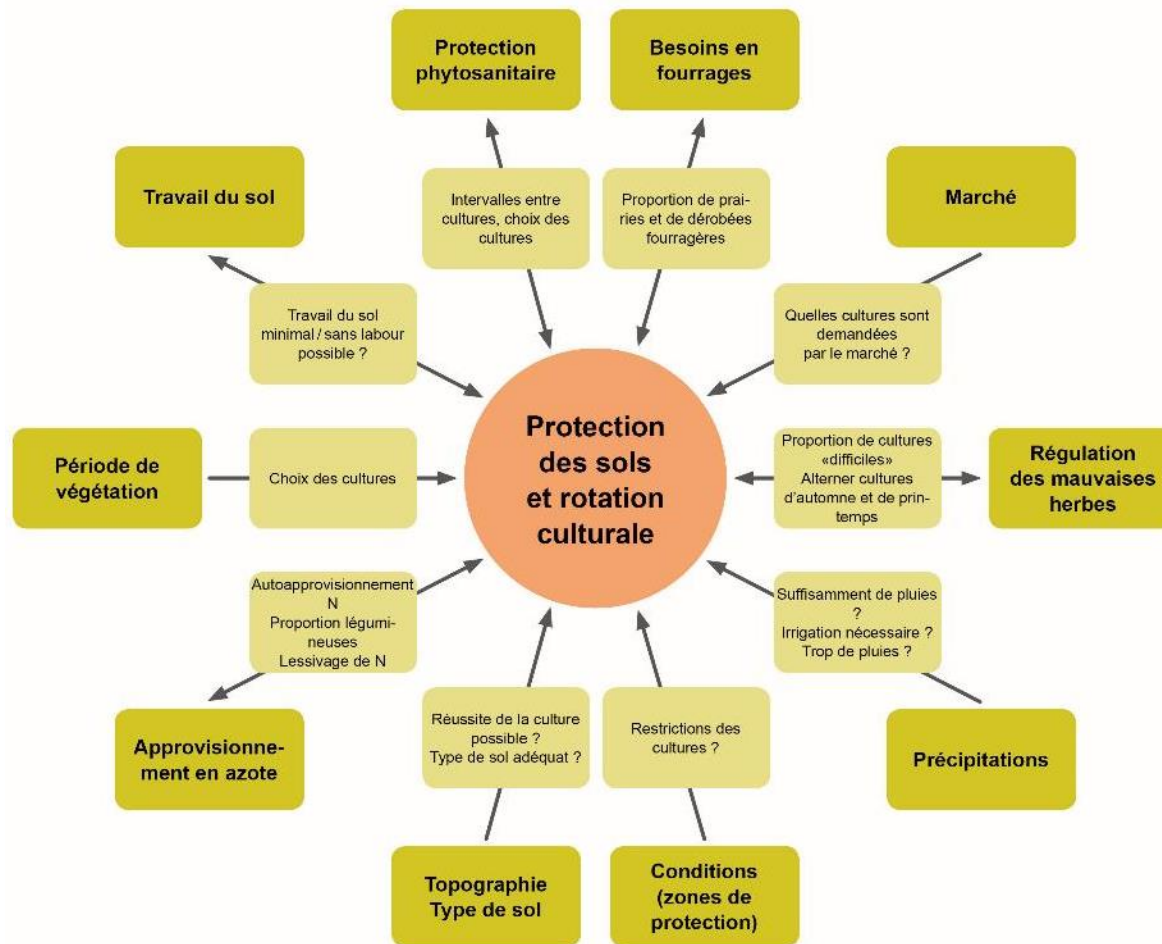 Protection
phytosanitaire
Besoins en
fourrages
Travail du sol
Intervalles entre
cultures, choix des
cultures
Proportion de prai-
ries et de dérobées
fourragères
Marché
Travail du sol
minimal / sans labour
possible ?
Quelles cultures sont
demandées
par le marché ?
Protection
des sols
et rotation
culturale
Période de
végétation
Choix des cultures
Proportion de cultures
«difficiles»
Alterner cultures
d'automne et de prin-
temps
Régulation
des mauvaises
herbes
Autoapprovisionnement
N
Proportion légumi-
neuses
Lessivage de N
Suffisamment de pluies
?
Irrigation nécessaire ?
Trop de pluies ?
Approvisionne-
ment en azote
Réussite de la culture
possible ?
Type de sol adéquat ?
Restrictions des
cultures ?
Précipitations
Topographie
Type de sol
Conditions
(zones de
protection)